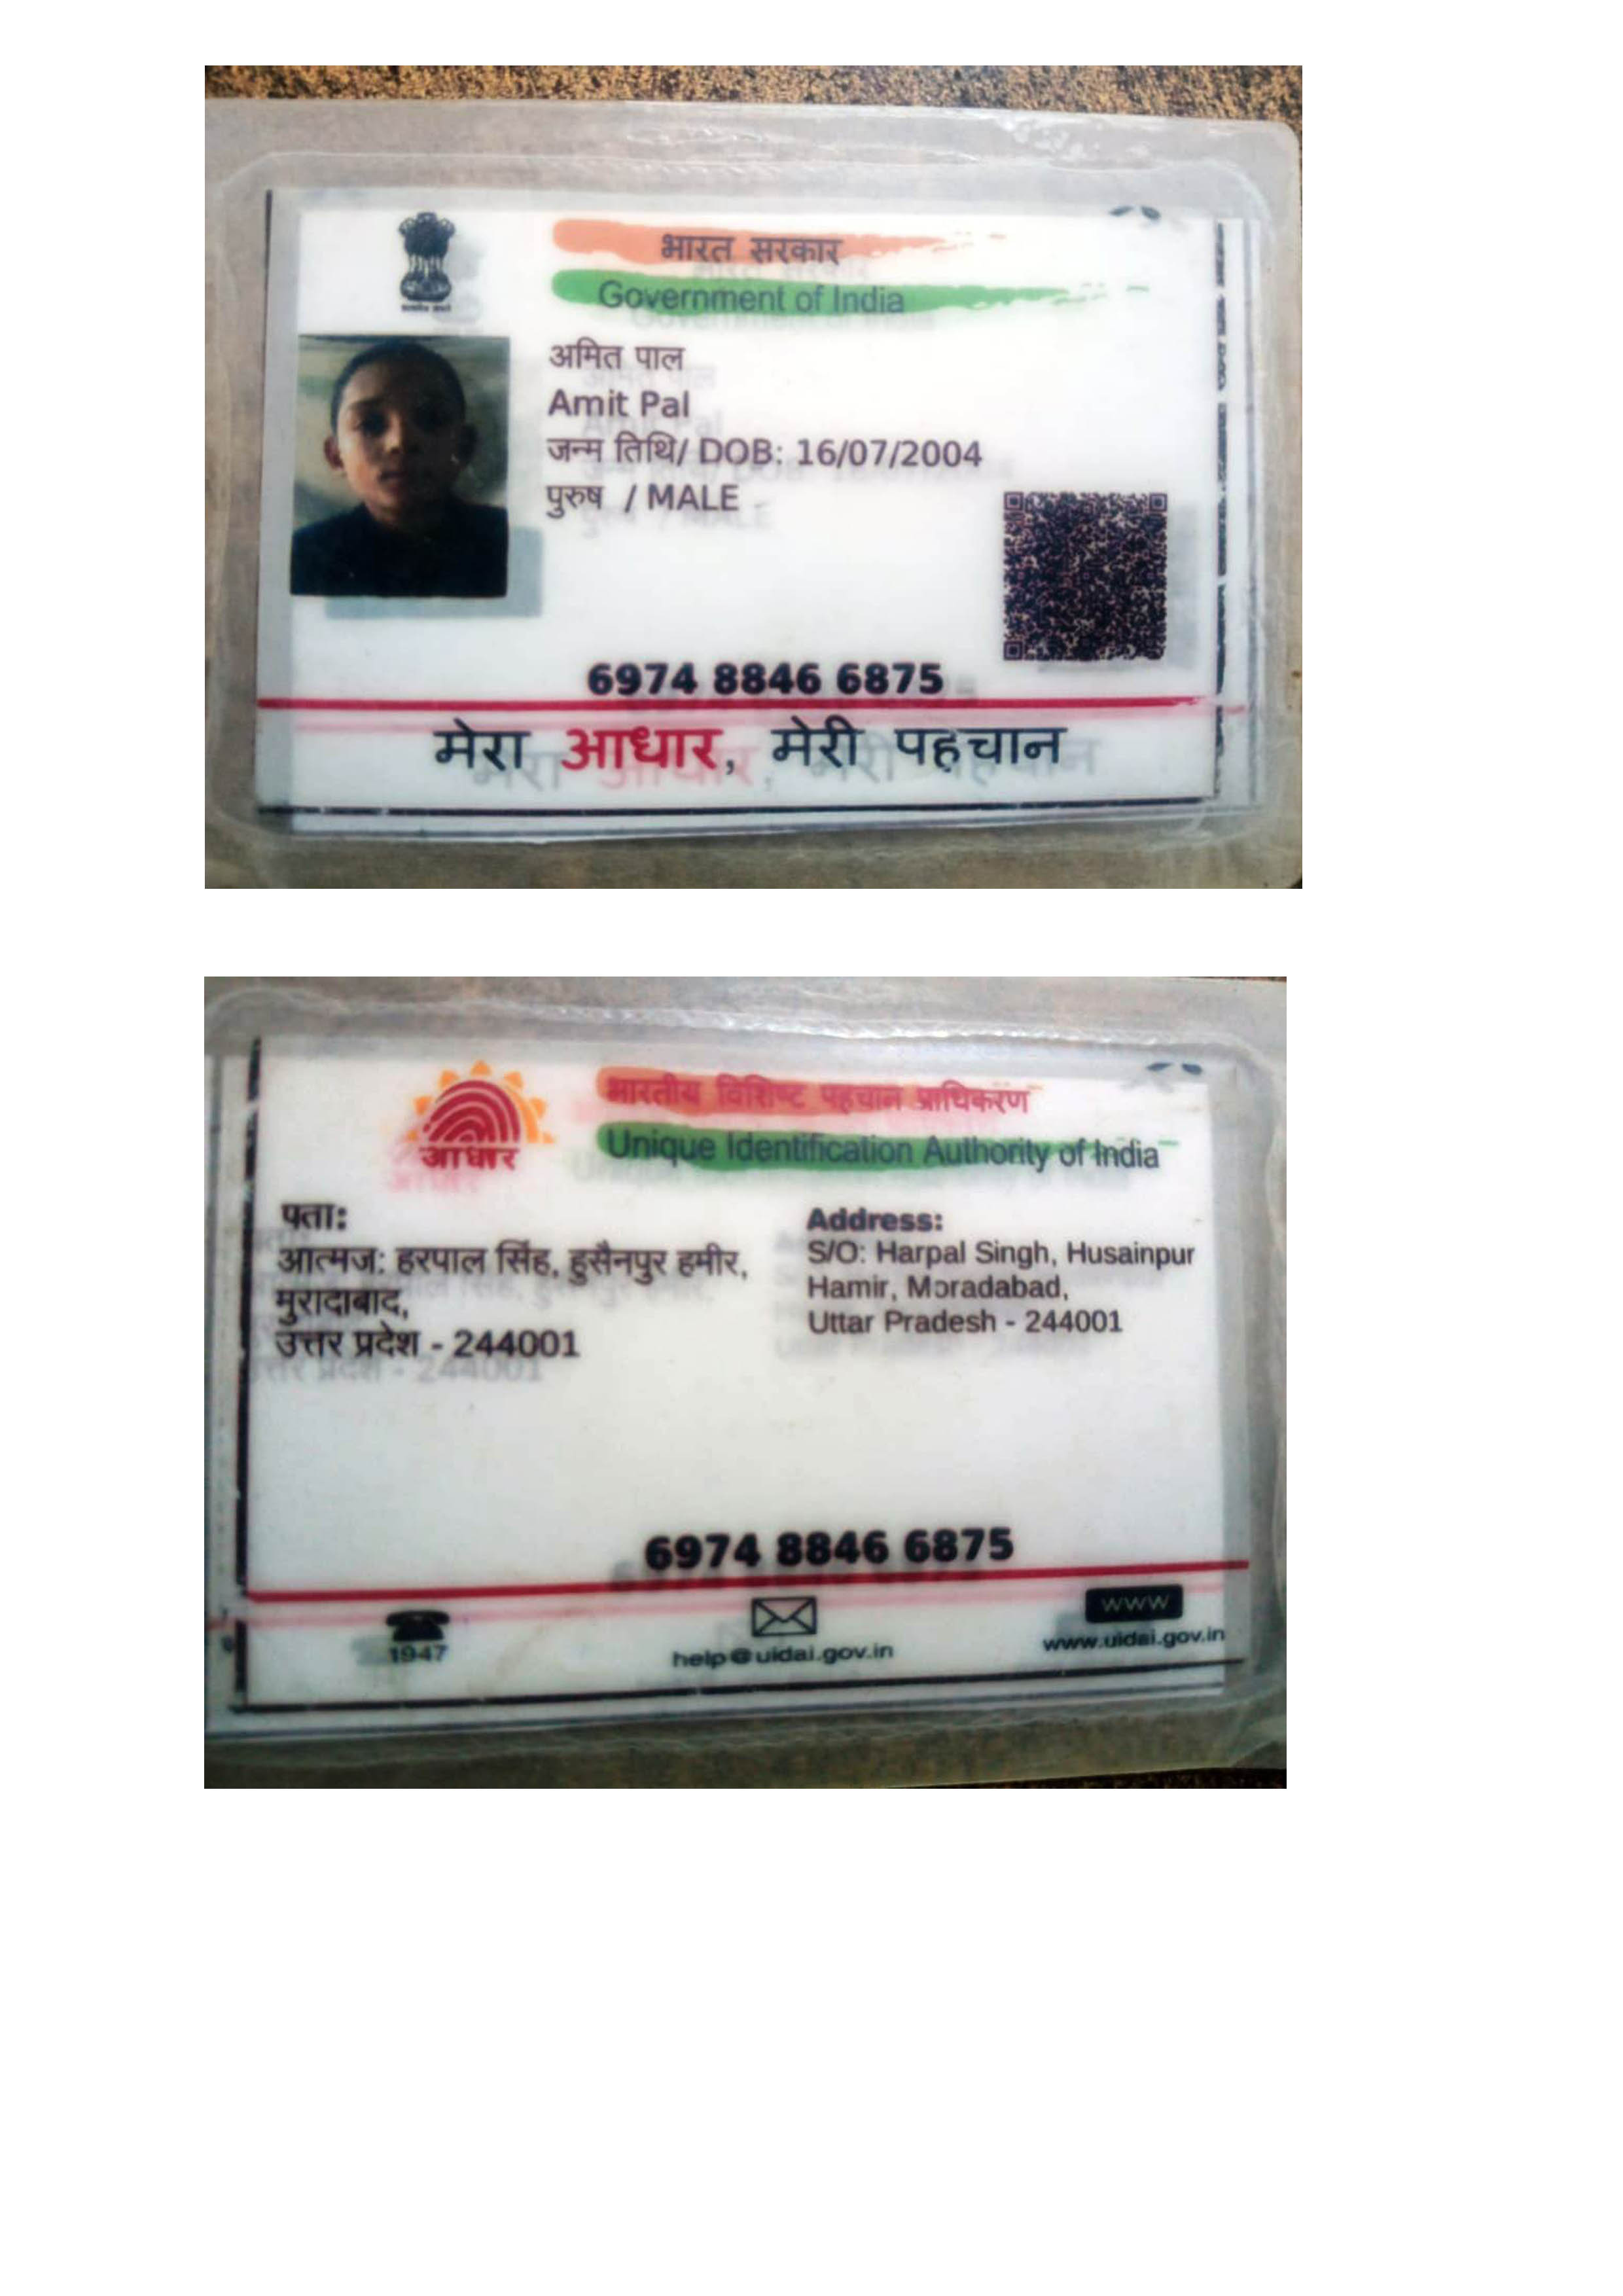 भारत सरकार
Government of India
अमित पाल
Amit Pal
जन्म तिथि/ DOB: 16/07/2004
पुरुष / MALE
6974 8846 6875
मेरा आधार, मेरी पहचान
आधार
भारतीय विशिष्ट पहचान प्राधिकरण
Unique Identification Authority of India
पता:
आत्मज: हरपाल सिंह, हुसैनपुर हमीर,
मुरादाबाद,
उत्तर प्रदेश - 244001
Address:
S/O: Harpal Singh, Husainpur
Hamir, Moradabad,
Uttar Pradesh - 244001
6974 8846 6875
1947
help@uidai.gov.in
WWW
www.uidai.gov.in